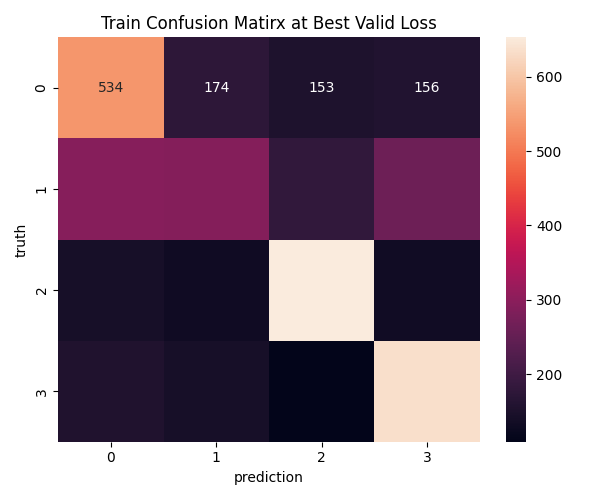 Train Confusion Matirx at Best Valid Loss
0 534 174 153 156
1
2
3
truth
0 1 2 3
prediction
600
500
400
300
200